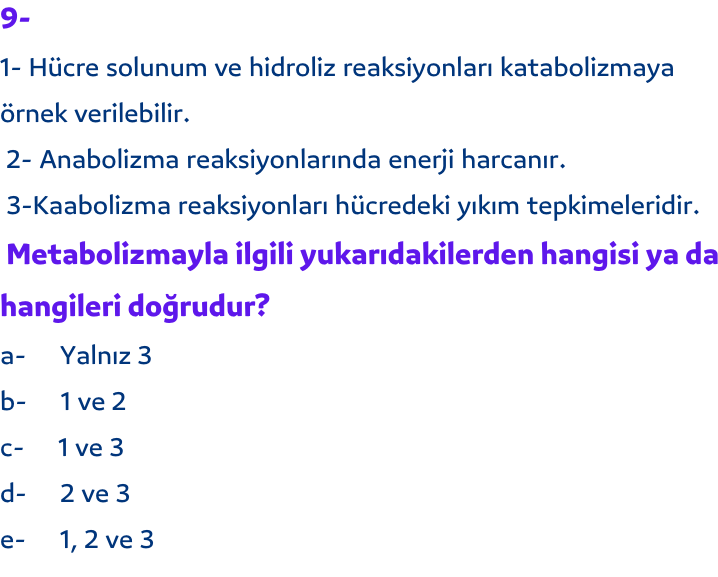 9-
1- Hücre solunum ve hidroliz reaksiyonları katabolizmaya
örnek verilebilir.
2- Anabolizma reaksiyonlarında enerji harcanır.
3-Kaabolizma reaksiyonları hücredeki yıkım tepkimeleridir.
Metabolizmayla ilgili yukarıdakilerden hangisi ya da
hangileri doğrudur?
a- Yalnız 3
b- 1 ve 2
c- 1 ve 3
d- 2 ve 3
e- 1, 2 ve 3